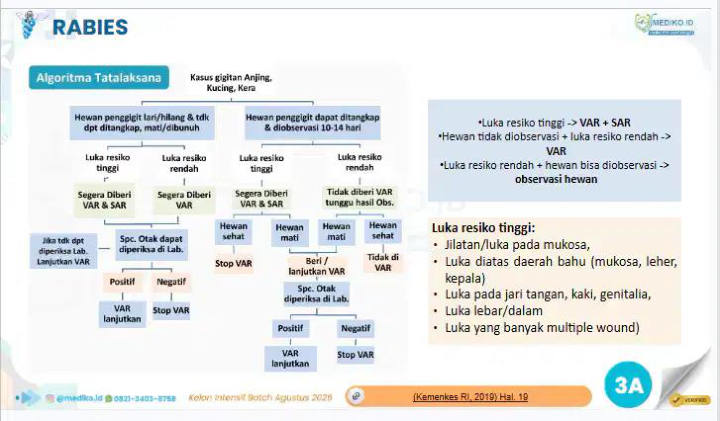 RABIES
MEDIKO.ID
Algoritma Tatalaksana
Kasus gigitan Anjing,
Kucing, Kera
Hewan penggigit lari/hilang & tdk
dpt ditangkap, mati/dibunuh
Hewan penggigit dapat ditangkap
& diobservasi 10-14 hari
Luka resiko
tinggi
Luka resiko
rendah
Luka resiko
tinggi
Luka resiko
rendah
Segera Diberi
VAR & SAR
Segera Diberi
VAR
Segera Diberi
VAR & SAR
Tidak diberi VAR
tunggu hasil Obs.
Jika tdk dpt
diperiksa Lab.
Lanjutkan VAR
Spc. Otak dapat
diperiksa di Lab.
Hewan
sehat
Hewan
mati
Hewan
mati
Hewan
sehat
Stop VAR
Beri /
lanjutkan VAR
Tidak di
VAR
Positif
Negatif
VAR
lanjutkan
Stop VAR
Spc. Otak
diperiksa di Lab.
Positif
Negatif
VAR
lanjutkan
Stop VAR
•Luka resiko tinggi -> VAR + SAR
•Hewan tidak diobservasi + luka resiko rendah ->
VAR
•Luka resiko rendah + hewan bisa diobservasi ->
observasi hewan
Luka resiko tinggi:
• Jilatan/luka pada mukosa,
• Luka diatas daerah bahu (mukosa, leher,
kepala)
• Luka pada jari tangan, kaki, genitalia,
• Luka lebar/dalam
• Luka yang banyak multiple wound)
@mediko.id 0821-3403-8758 Kelon Intensif Batch Agustus 2025
(Kemenkes RI, 2019) Hal. 19
3A
VERIFIED